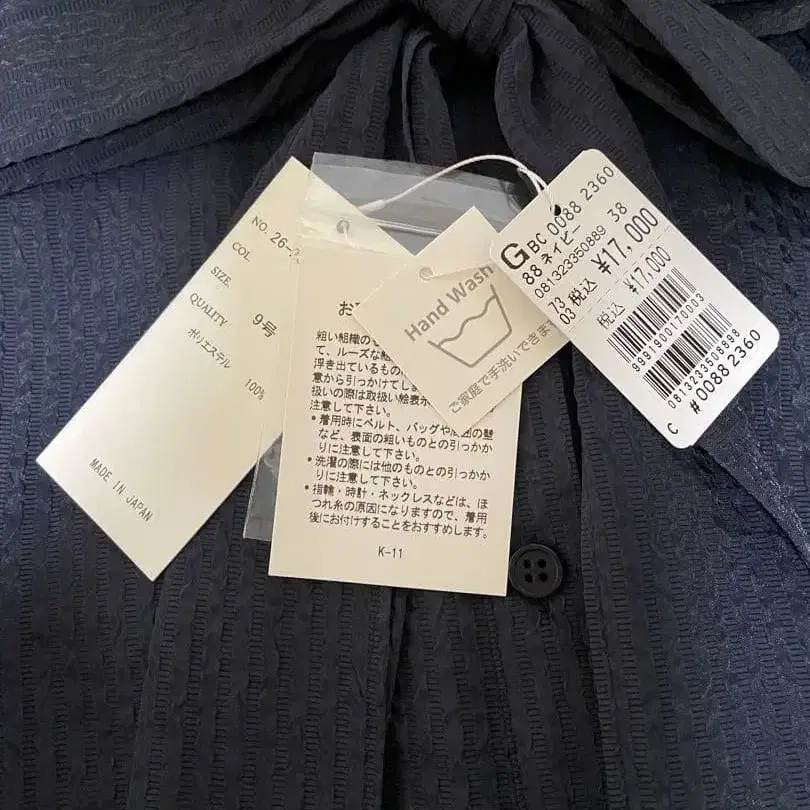 NO. 26-
COL.
SIZE 9号
QUALITY
ポリエステル 100%
MADE IN JAPAN
お
粗い組織の
て、ルーズな
浮き出ているもの
意から引っかけてし
扱いの際は取扱い絵表示
注意して下さい。
•着用時にベルト、バッグや周囲の壁
など、表面の粗いものとの引っかか
りに注意して下さい。
•洗濯の際には他のものとの引っかか
りに注意して下さい。
•指輪・時計・ネックレスなどは、ほ
つれ糸の原因になりますので、着用
後にお付けすることをおすすめします。
K-11
Hand Wash
ご家庭で手洗いできます
G BC 0088 2360
88 ネイビー
081323350889 38
73
03 税込 ¥17,000
税込 ¥17,000
9991900170003
0813233508898
C #0088 2360